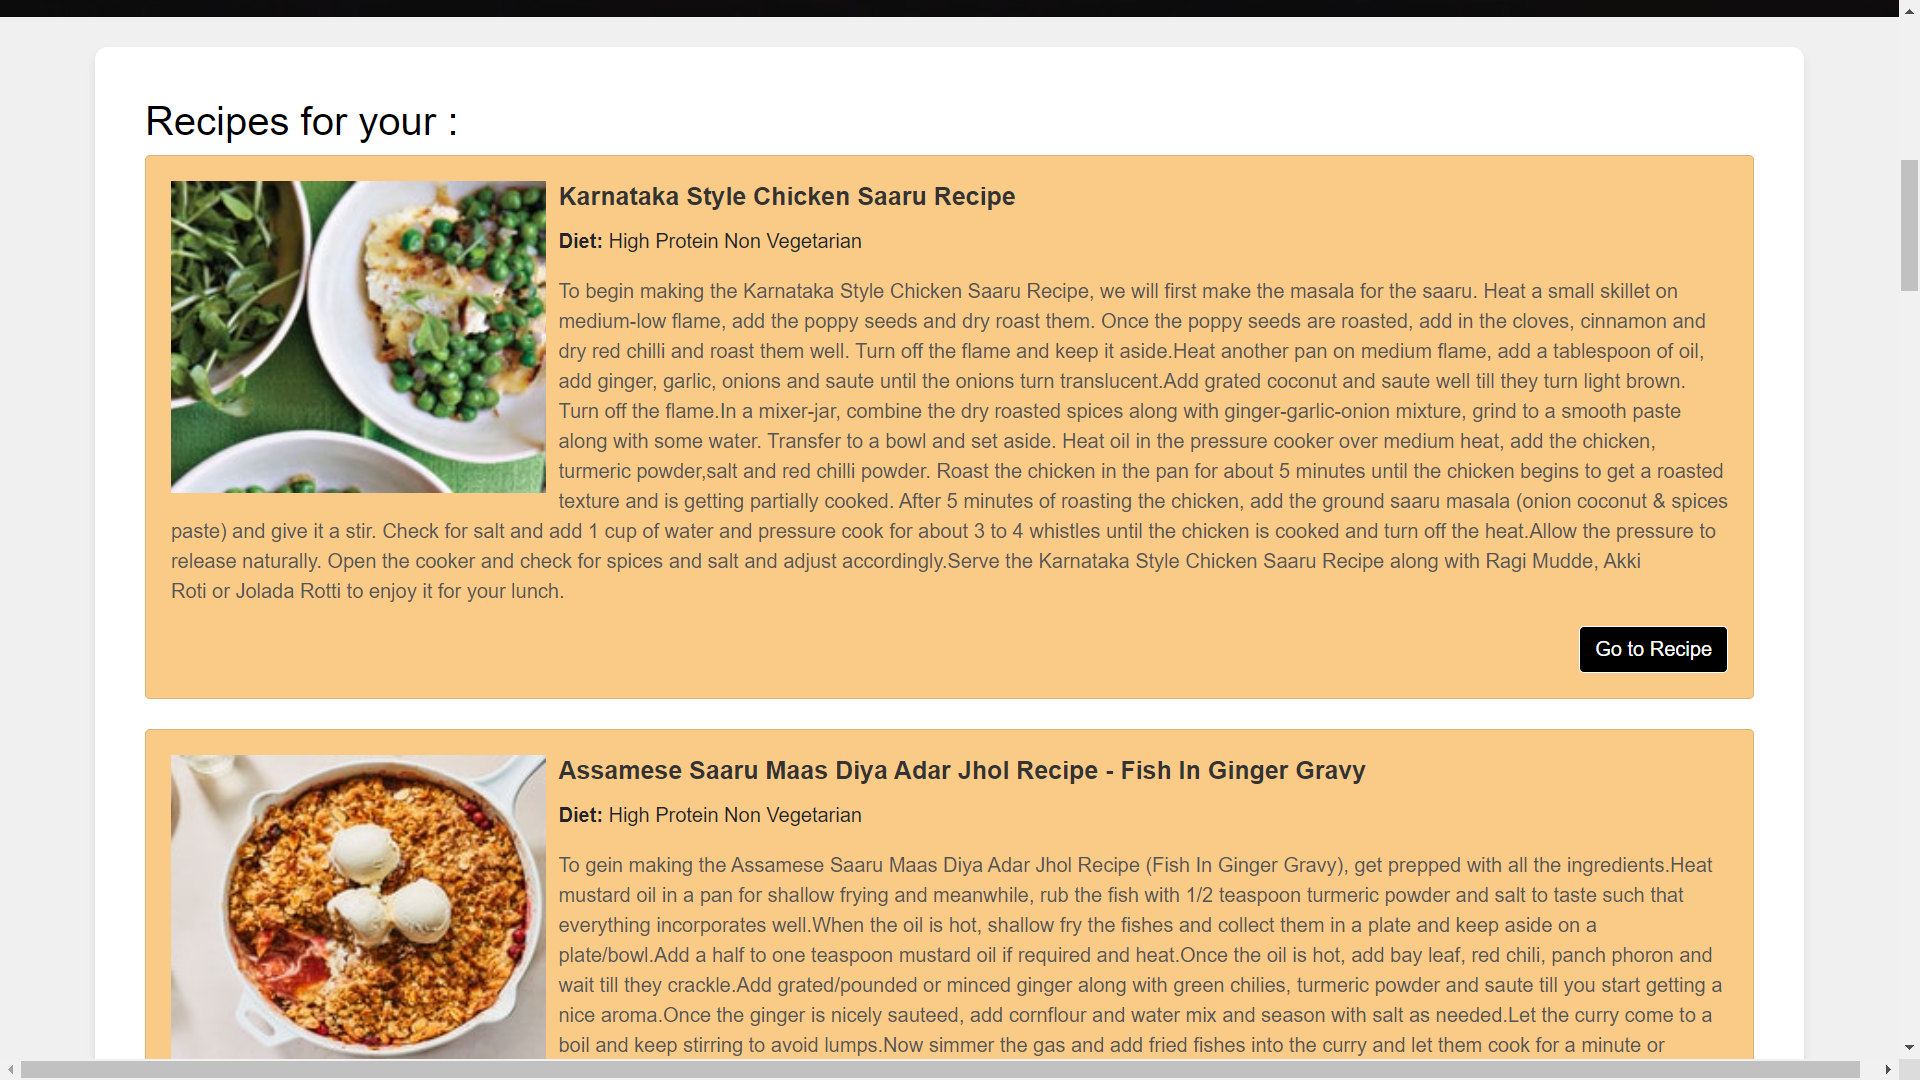 Recipes for your :
Karnataka Style Chicken Saaru Recipe
Diet: High Protein Non Vegetarian
To begin making the Karnataka Style Chicken Saaru Recipe, we will first make the masala for the saaru. Heat a small skillet on
medium-low flame, add the poppy seeds and dry roast them. Once the poppy seeds are roasted, add in the cloves, cinnamon and
dry red chilli and roast them well. Turn off the flame and keep it aside.Heat another pan on medium flame, add a tablespoon of oil,
add ginger, garlic, onions and saute until the onions turn translucent.Add grated coconut and saute well till they turn light brown.
Turn off the flame.In a mixer-jar, combine the dry roasted spices along with ginger-garlic-onion mixture, grind to a smooth paste
along with some water. Transfer to a bowl and set aside. Heat oil in the pressure cooker over medium heat, add the chicken,
turmeric powder,salt and red chilli powder. Roast the chicken in the pan for about 5 minutes until the chicken begins to get a roasted
texture and is getting partially cooked. After 5 minutes of roasting the chicken, add the ground saaru masala (onion coconut & spices
paste) and give it a stir. Check for salt and add 1 cup of water and pressure cook for about 3 to 4 whistles until the chicken is cooked and turn off the heat.Allow the pressure to
release naturally. Open the cooker and check for spices and salt and adjust accordingly.Serve the Karnataka Style Chicken Saaru Recipe along with Ragi Mudde, Akki
Roti or Jolada Rotti to enjoy it for your lunch.
Go to Recipe
Assamese Saaru Maas Diya Adar Jhol Recipe - Fish In Ginger Gravy
Diet: High Protein Non Vegetarian
To gein making the Assamese Saaru Maas Diya Adar Jhol Recipe (Fish In Ginger Gravy), get prepped with all the ingredients.Heat
mustard oil in a pan for shallow frying and meanwhile, rub the fish with 1/2 teaspoon turmeric powder and salt to taste such that
everything incorporates well.When the oil is hot, shallow fry the fishes and collect them in a plate and keep aside on a
plate/bowl.Add a half to one teaspoon mustard oil if required and heat.Once the oil is hot, add bay leaf, red chili, panch phoron and
wait till they crackle.Add grated/pounded or minced ginger along with green chilies, turmeric powder and saute till you start getting a
nice aroma.Once the ginger is nicely sauteed, add cornflour and water mix and season with salt as needed.Let the curry come to a
boil and keep stirring to avoid lumps.Now simmer the gas and add fried fishes into the curry and let them cook for a minute or